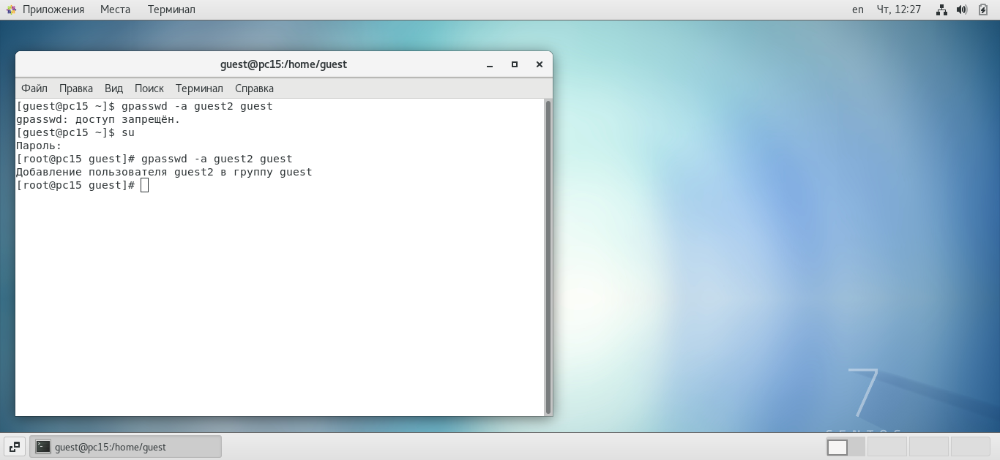 Приложения Места Терминал en Чт, 12:27
guest@pc15:/home/guest
Файл Правка Вид Поиск Терминал Справка
[guest@pc15 ~]$ gpasswd -a guest2 guest
gpasswd: доступ запрещён.
[guest@pc15 ~]$ su
Пароль:
[root@pc15 guest]# gpasswd -a guest2 guest
Добавление пользователя guest2 в группу guest
[root@pc15 guest]#
7
CENTOS
guest@pc15:/home/guest